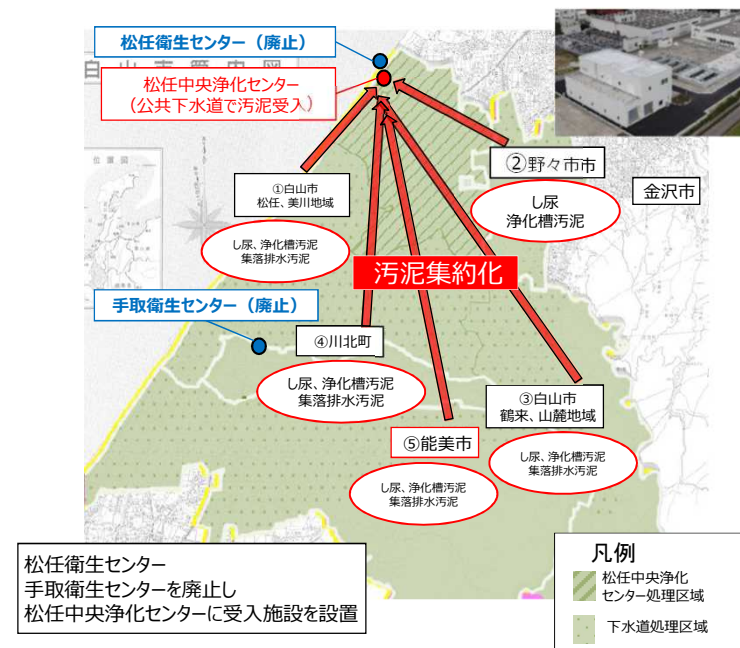 松任衛生センター（廃止）
白山市管内図
松任中央浄化センター
（公共下水道で汚泥受入）
位置図
①白山市
松任、美川地域
②野々市市
金沢市
し尿
浄化槽汚泥
し尿、浄化槽汚泥
集落排水汚泥
汚泥集約化
手取衛生センター（廃止）
④川北町
し尿、浄化槽汚泥
集落排水汚泥
③白山市
鶴来、山麓地域
⑤能美市
し尿、浄化槽汚泥
集落排水汚泥
し尿、浄化槽汚泥
集落排水汚泥
松任衛生センター
手取衛生センターを廃止し
松任中央浄化センターに受入施設を設置
凡例
松任中央浄化
センター処理区域
下水道処理区域